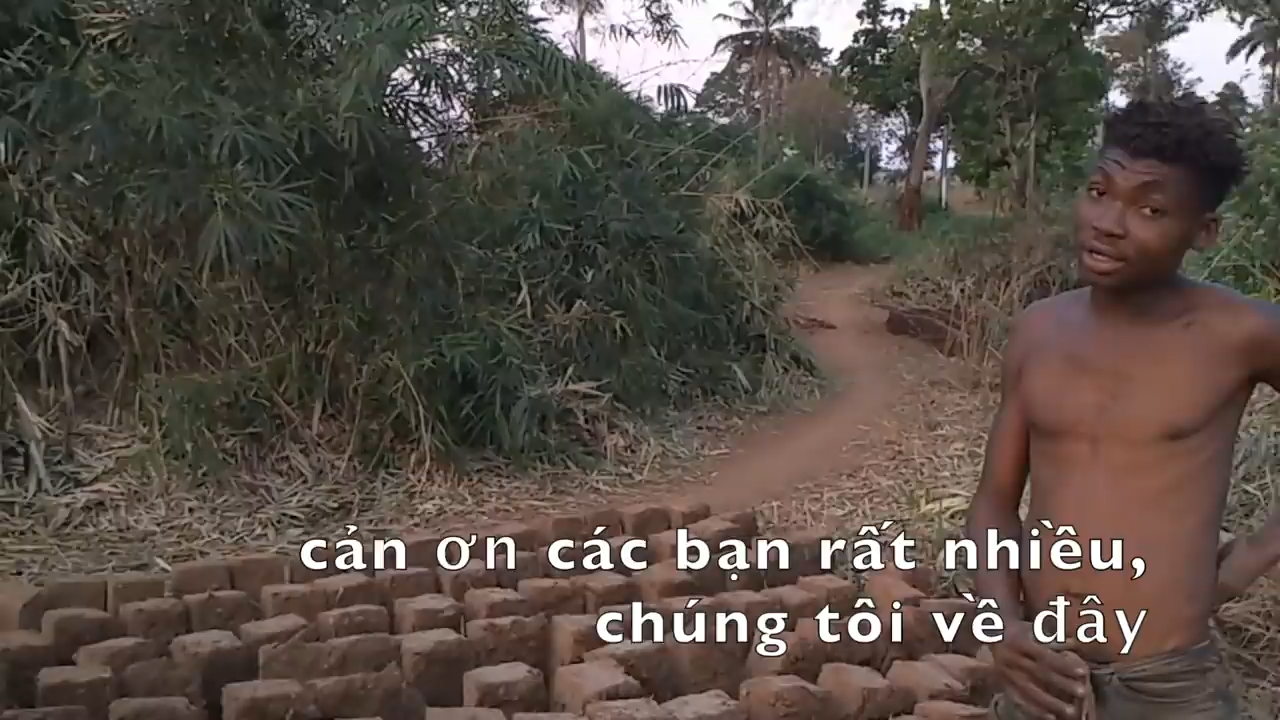 cản ơn các bạn rất nhiều,
chúng tôi về đây